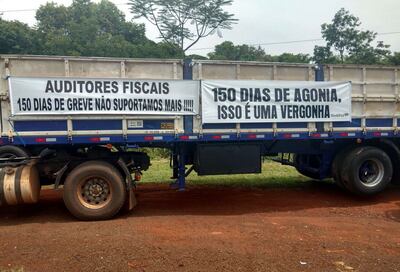 AUDITORES FISCAIS
150 DIAS DE GREVE NÃO SUPORTAMOS MAIS !!!!!
150 DIAS DE AGONIA,
ISSO É UMA VERGONHA